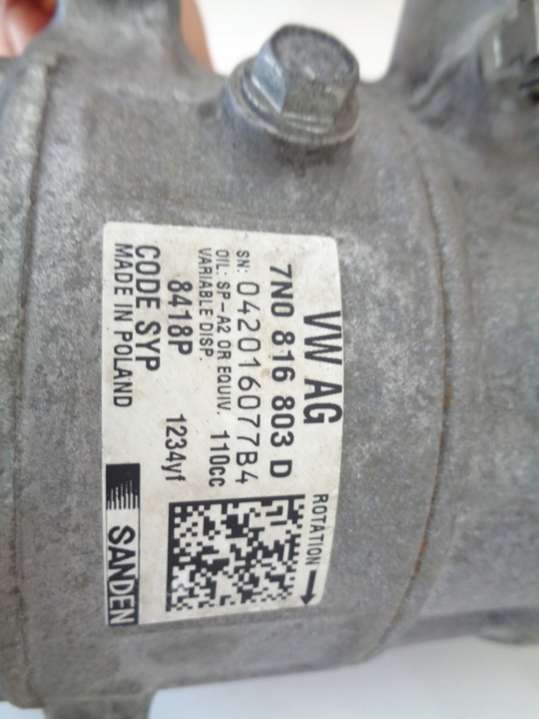 VW AG
7N0 816 803 D
SN: 042016077B4
OIL: SP-A2 OR EQUIV. 110cc
VARIABLE DISP.
8418P 1234yf
CODE SYP
MADE IN POLAND
ROTATION
SANDEN